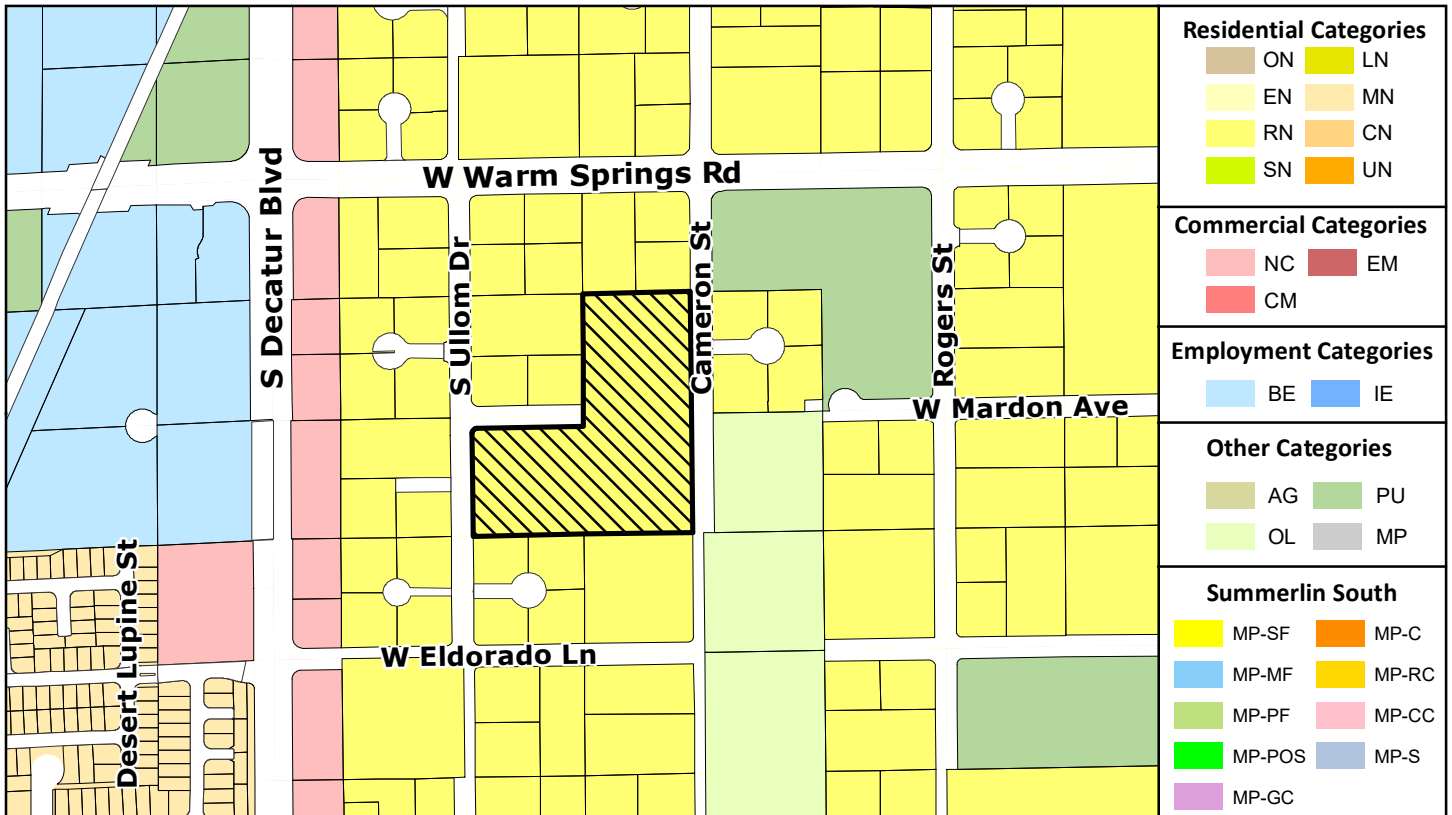 W Warm Springs Rd
S Decatur Blvd
S Ullom Dr
Cameron St
Rogers St
W Mardon Ave
W Eldorado Ln
Desert Lupine St
Residential Categories
ON LN
EN MN
RN CN
SN UN
Commercial Categories
NC EM
CM
Employment Categories
BE IE
Other Categories
AG PU
OL MP
Summerlin South
MP-SF MP-C
MP-MF MP-RC
MP-PF MP-CC
MP-POS MP-S
MP-GC